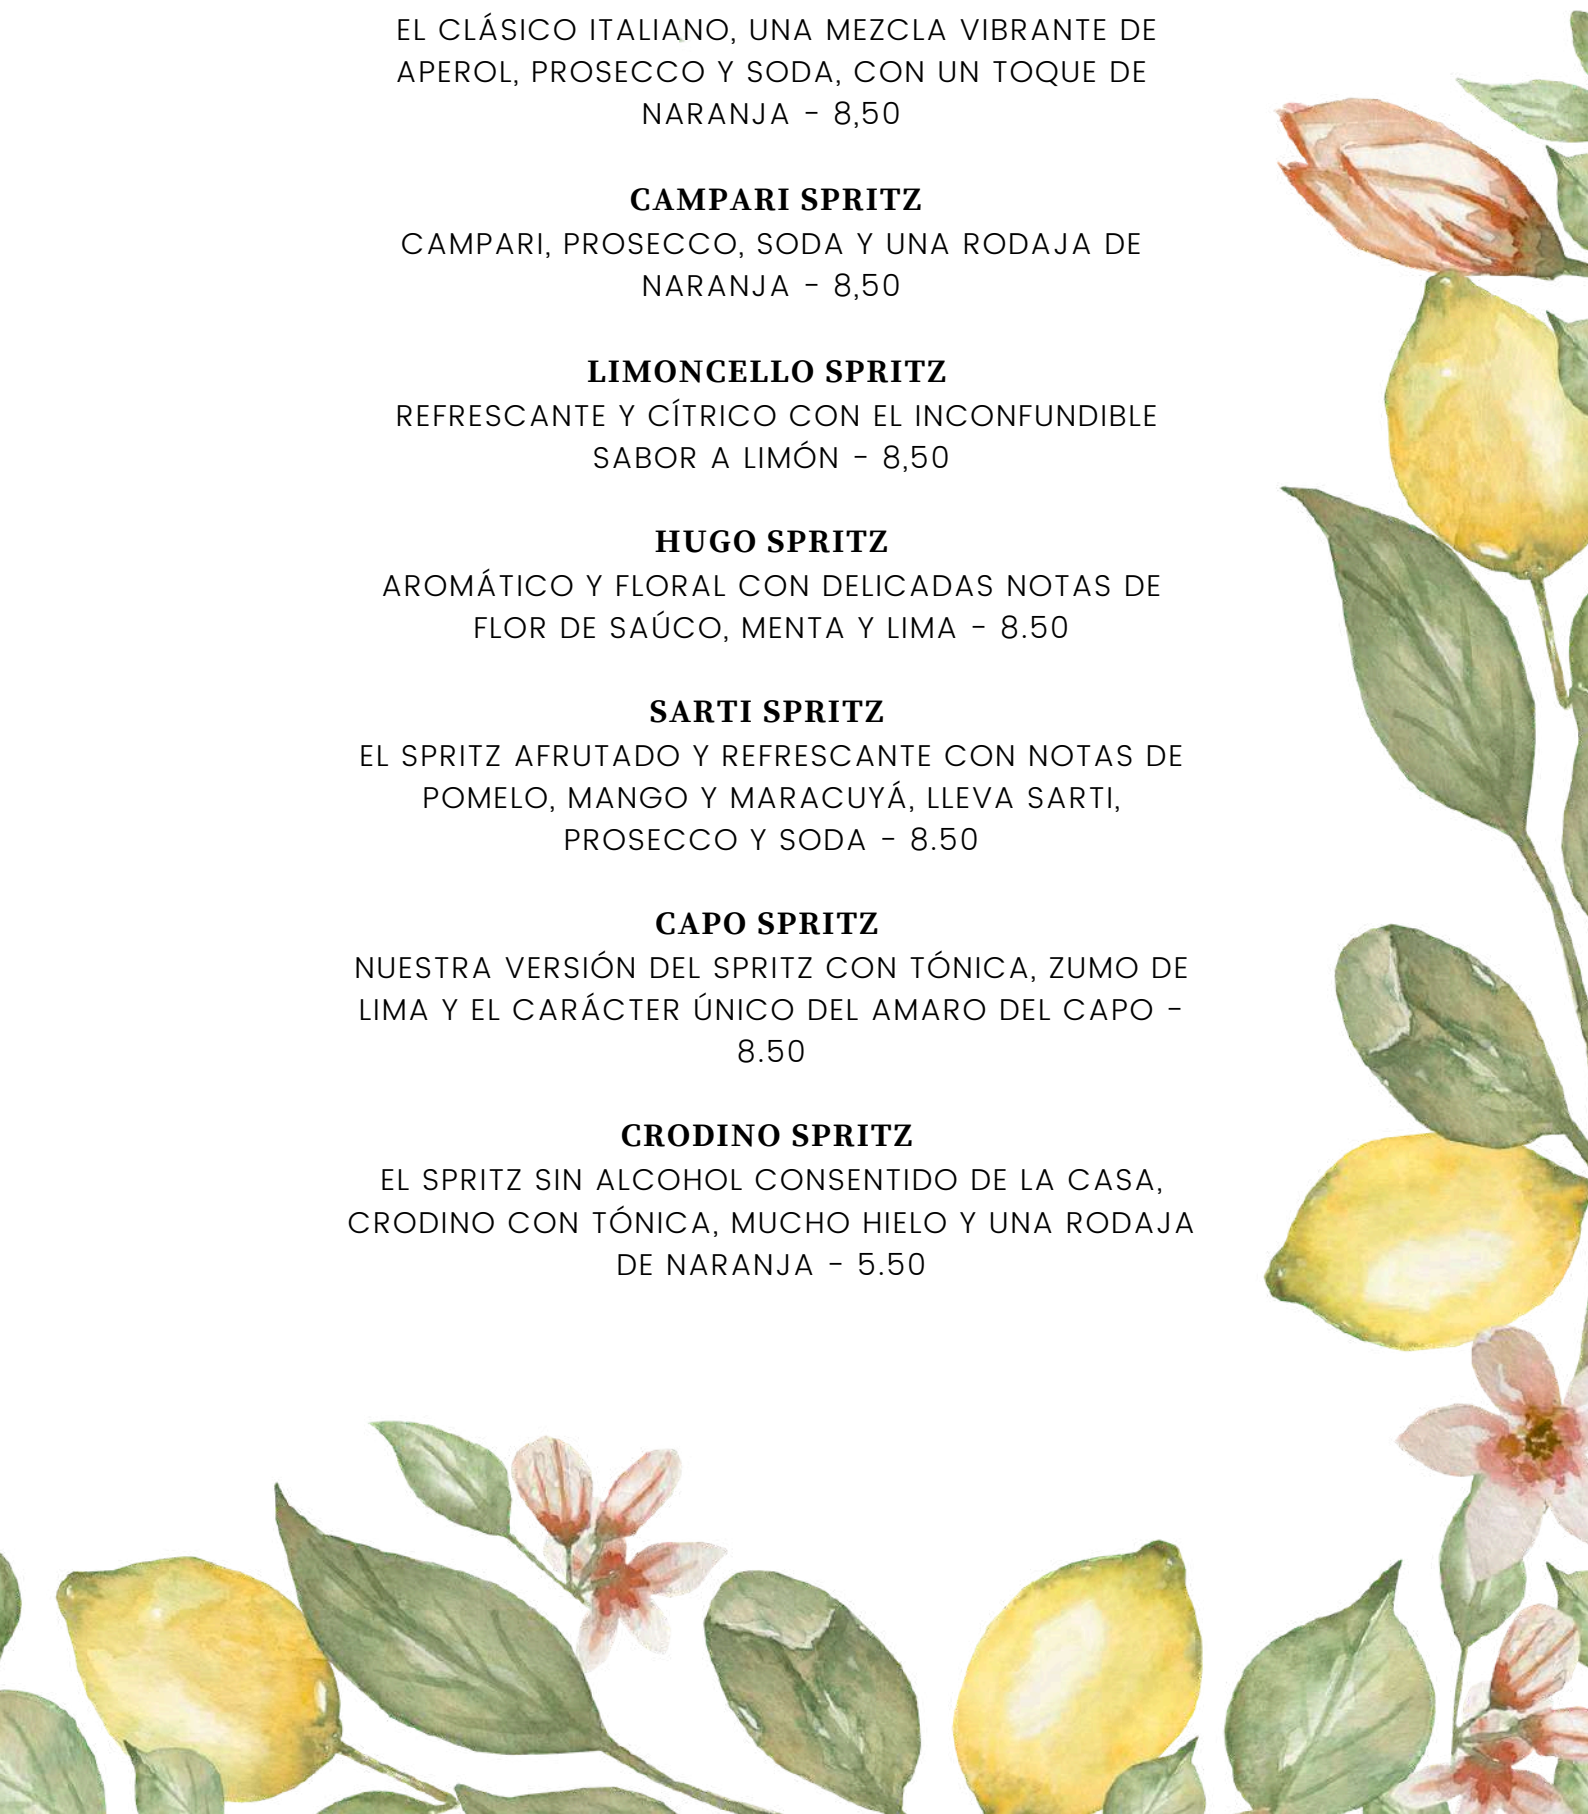 EL CLÁSICO ITALIANO, UNA MEZCLA VIBRANTE DE
APEROL, PROSECCO Y SODA, CON UN TOQUE DE
NARANJA - 8,50
CAMPARI SPRITZ
CAMPARI, PROSECCO, SODA Y UNA RODAJA DE
NARANJA - 8,50
LIMONCELLO SPRITZ
REFRESCANTE Y CÍTRICO CON EL INCONFUNDIBLE
SABOR A LIMÓN - 8,50
HUGO SPRITZ
AROMÁTICO Y FLORAL CON DELICADAS NOTAS DE
FLOR DE SAÚCO, MENTA Y LIMA - 8.50
SARTI SPRITZ
EL SPRITZ AFRUTADO Y REFRESCANTE CON NOTAS DE
POMELO, MANGO Y MARACUYÁ, LLEVA SARTI,
PROSECCO Y SODA - 8.50
CAPO SPRITZ
NUESTRA VERSIÓN DEL SPRITZ CON TÓNICA, ZUMO DE
LIMA Y EL CARÁCTER ÚNICO DEL AMARO DEL CAPO -
8.50
CRODINO SPRITZ
EL SPRITZ SIN ALCOHOL CONSENTIDO DE LA CASA,
CRODINO CON TÓNICA, MUCHO HIELO Y UNA RODAJA
DE NARANJA - 5.50